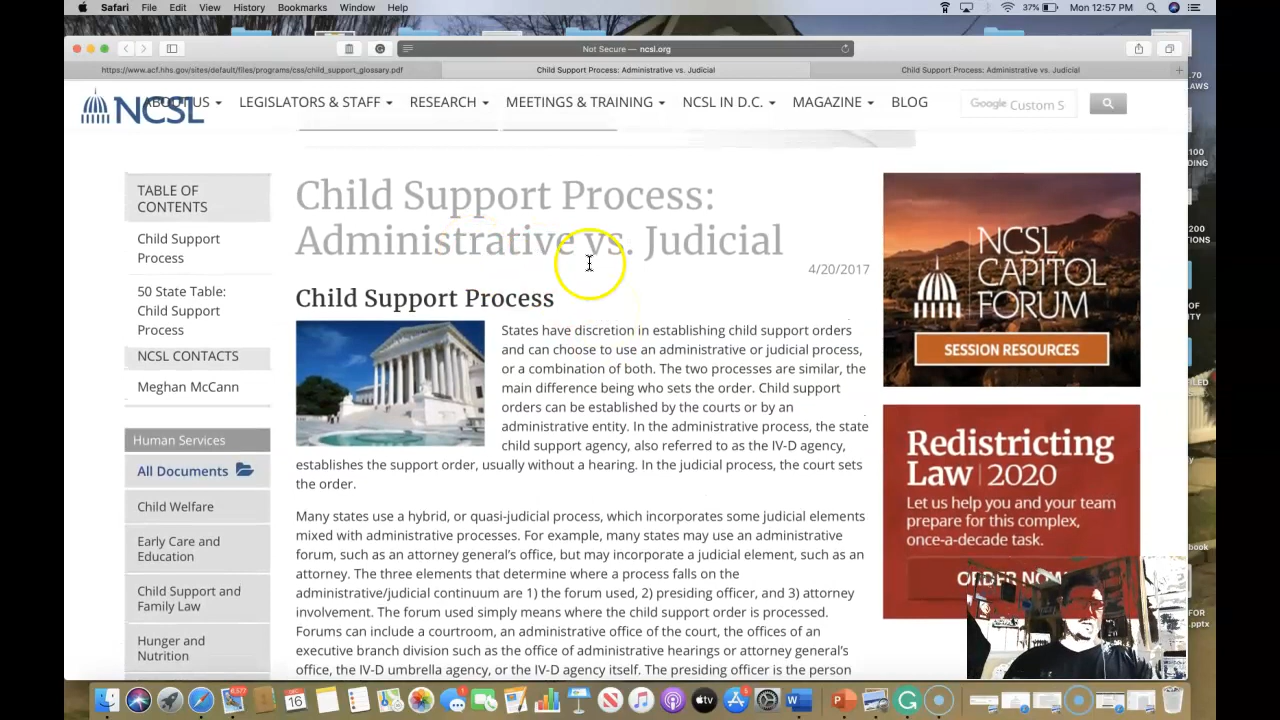 Safari File Edit View History Bookmarks Window Help
37% Mon 12:57 PM
Not Secure — ncsl.org
https://www.acf.hhs.gov/sites/default/files/programs/css/child_support_glossary.pdf
Child Support Process: Administrative vs. Judicial
Child Support Process: Administrative vs. Judicial
NCSL
ABOUT US LEGISLATORS & STAFF RESEARCH MEETINGS & TRAINING NCSL IN D.C. MAGAZINE BLOG
Google Custom S
TABLE OF
CONTENTS
Child Support
Process
50 State Table:
Child Support
Process
NCSL CONTACTS
Meghan McCann
Human Services
All Documents
Child Welfare
Early Care and
Education
Child Support and
Family Law
Hunger and
Nutrition
Child Support Process:
Administrative vs. Judicial
4/20/2017
Child Support Process
States have discretion in establishing child support orders
and can choose to use an administrative or judicial process,
or a combination of both. The two processes are similar, the
main difference being who sets the order. Child support
orders can be established by the courts or by an
administrative entity. In the administrative process, the state
child support agency, also referred to as the IV-D agency,
establishes the support order, usually without a hearing. In the judicial process, the court sets
the order.
Many states use a hybrid, or quasi-judicial process, which incorporates some judicial elements
mixed with administrative processes. For example, many states may use an administrative
forum, such as an attorney general's office, but may incorporate a judicial element, such as an
attorney. The three elements that determine where a process falls on the
administrative/judicial continuum are 1) the forum used, 2) presiding officer, and 3) attorney
involvement. The forum used simply means where the child support order is processed.
Forums can include a courtroom, an administrative office of the court, the offices of an
executive branch division such as the office of administrative hearings or attorney general's
office, the IV-D umbrella agency, or the IV-D agency itself. The presiding officer is the person
NCSL
CAPITOL
FORUM
SESSION RESOURCES
Redistricting
Law | 2020
Let us help you and your team
prepare for this complex,
once-a-decade task.
ORDER NOW
.70
LAWS
100
DING
200
TIONS
OF
ITY
FILED
book
FOR
.pptx
6,377
16